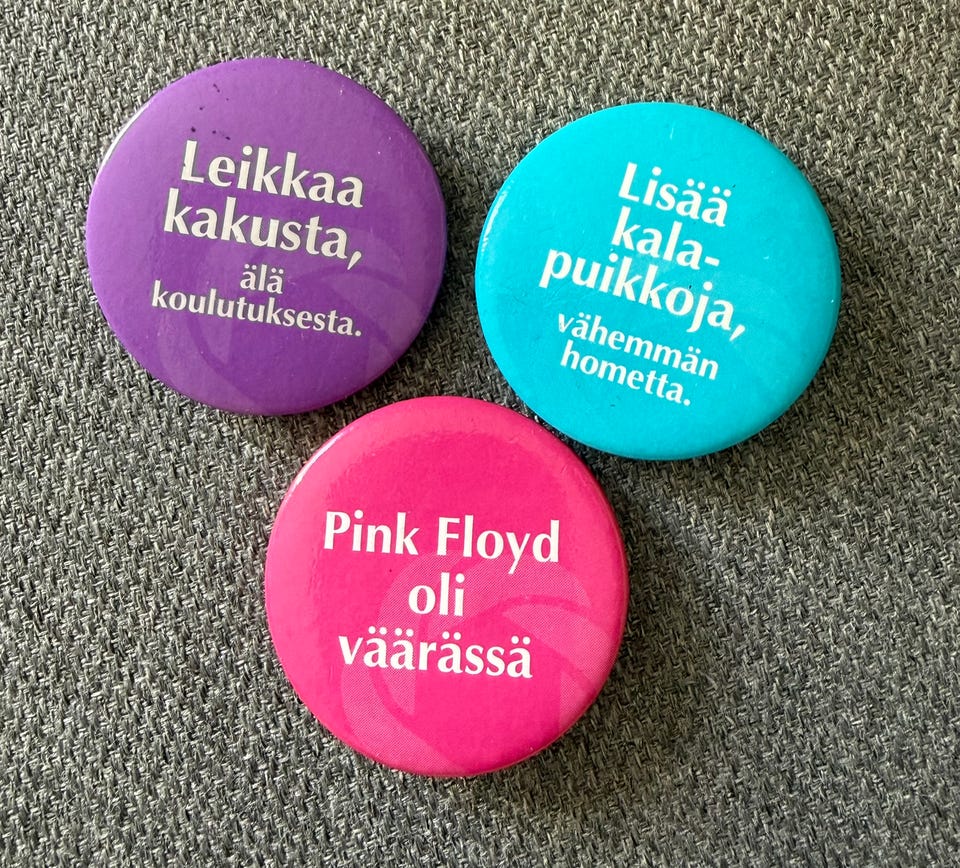 Leikkaa
kakusta,
älä
koulutuksesta.
Lisää
kala-
puikkoja,
vähemmän
hometta.
Pink Floyd
oli
väärässä